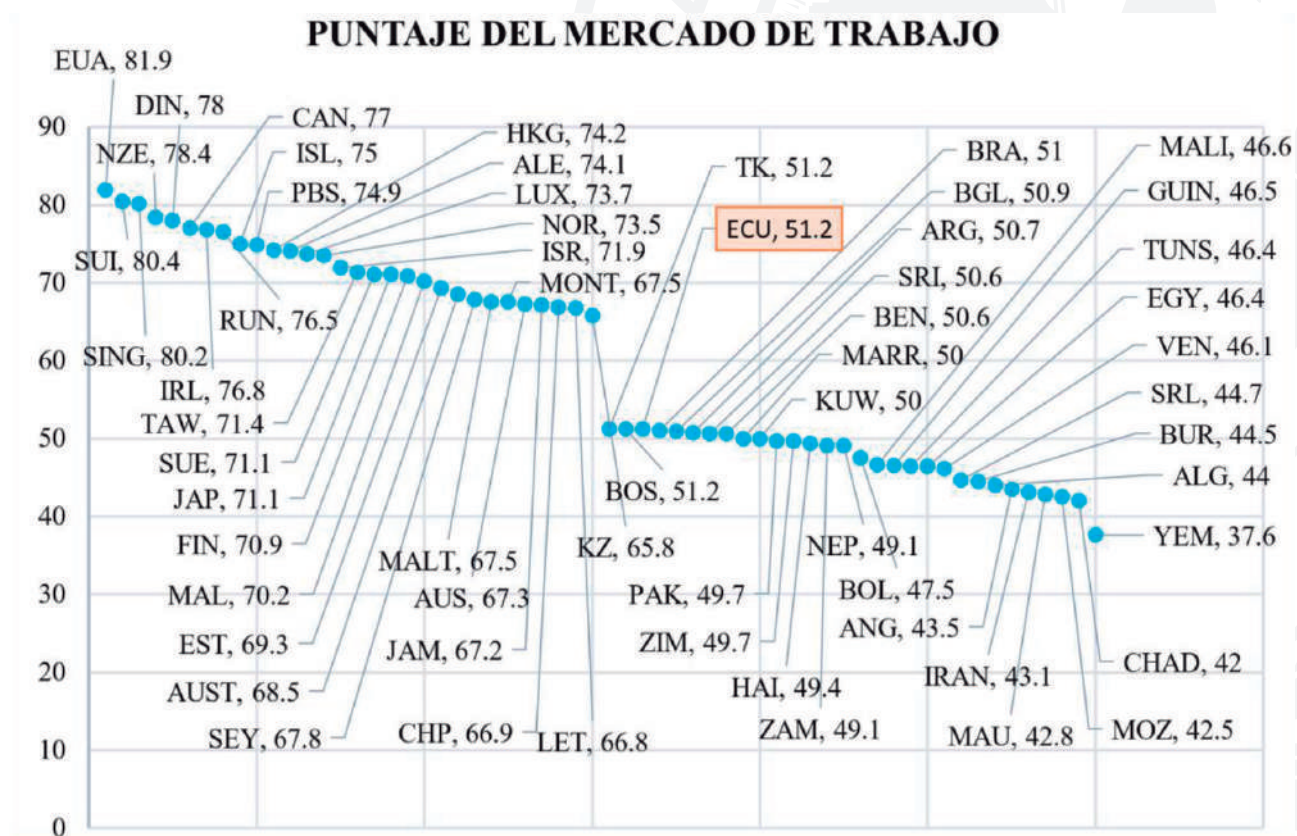 PUNTAJE DEL MERCADO DE TRABAJO
EUA, 81.9
DIN, 78
CAN, 77
HKG, 74.2
BRA, 51
MALI, 46.6
90
NZE, 78.4
ISL, 75
ALE, 74.1
TK, 51.2
BGL, 50.9
GUIN, 46.5
80
PBS, 74.9
LUX, 73.7
NOR, 73.5
ECU, 51.2
ARG, 50.7
TUNS, 46.4
SUI, 80.4
ISR, 71.9
SRI, 50.6
70
MONT, 67.5
EGY, 46.4
RUN, 76.5
BEN, 50.6
SING, 80.2
MARR, 50
VEN, 46.1
60
IRL, 76.8
KUW, 50
SRL, 44.7
TAW, 71.4
50
SUE, 71.1
BUR, 44.5
JAP, 71.1
BOS, 51.2
ALG, 44
40
FIN, 70.9
MALT, 67.5
KZ, 65.8
NEP, 49.1
YEM, 37.6
30
MAL, 70.2
AUS, 67.3
PAK, 49.7
BOL, 47.5
EST, 69.3
JAM, 67.2
ZIM, 49.7
ANG, 43.5
20
AUST, 68.5
HAI, 49.4
IRAN, 43.1
CHAD, 42
SEY, 67.8
CHP, 66.9
LET, 66.8
ZAM, 49.1
MAU, 42.8
MOZ, 42.5
10
0